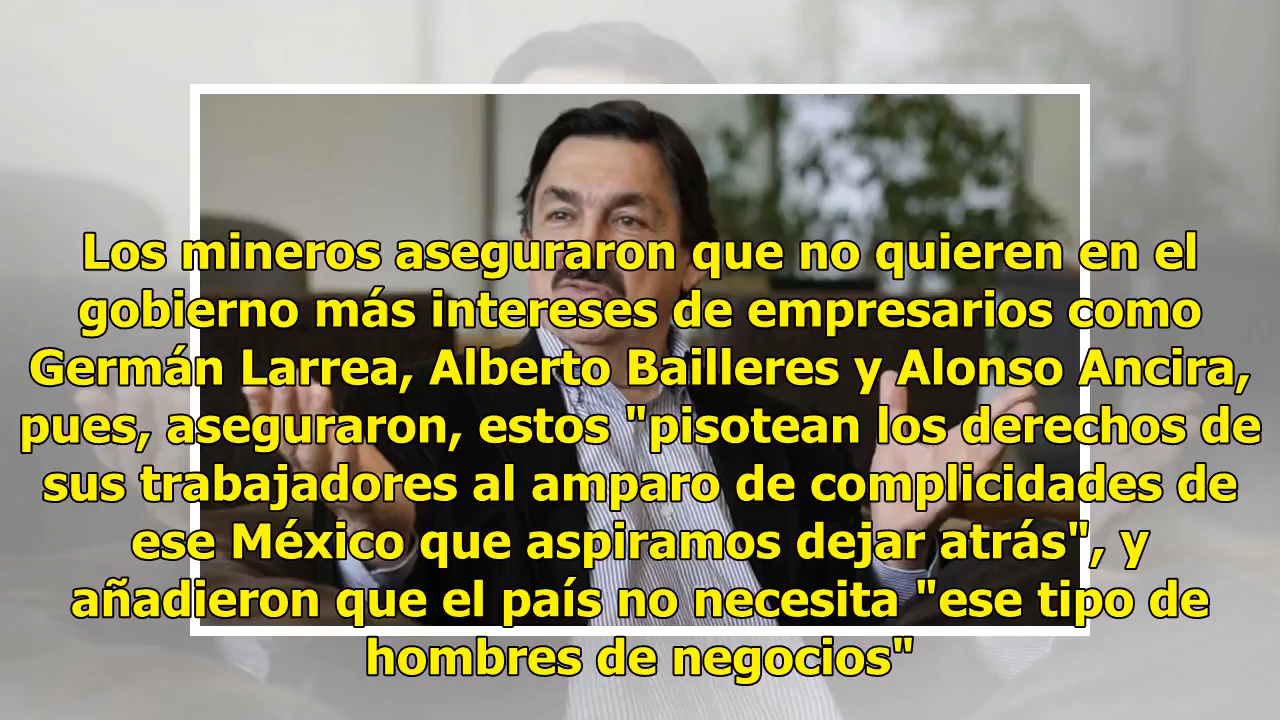 Los mineros aseguraron que no quieren en el
gobierno más intereses de empresarios como
Germán Larrea, Alberto Bailleres y Alonso Ancira,
pues, aseguraron, estos "pisotean los derechos de
sus trabajadores al amparo de complicidades de
ese México que aspiramos dejar atrás", y
añadieron que el país no necesita "ese tipo de
hombres de negocios"